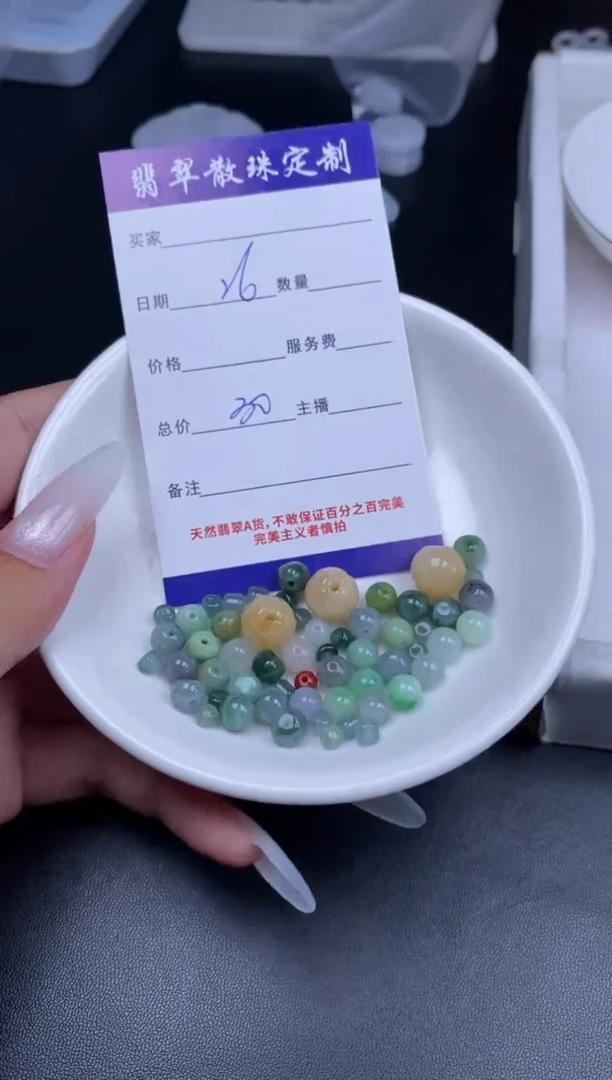 翡翠散珠定制
买家
日期 26 数量
价格 服务费
总价 30 主播
备注
天然翡翠A货,不敢保证百分之百完美
完美主义者慎拍